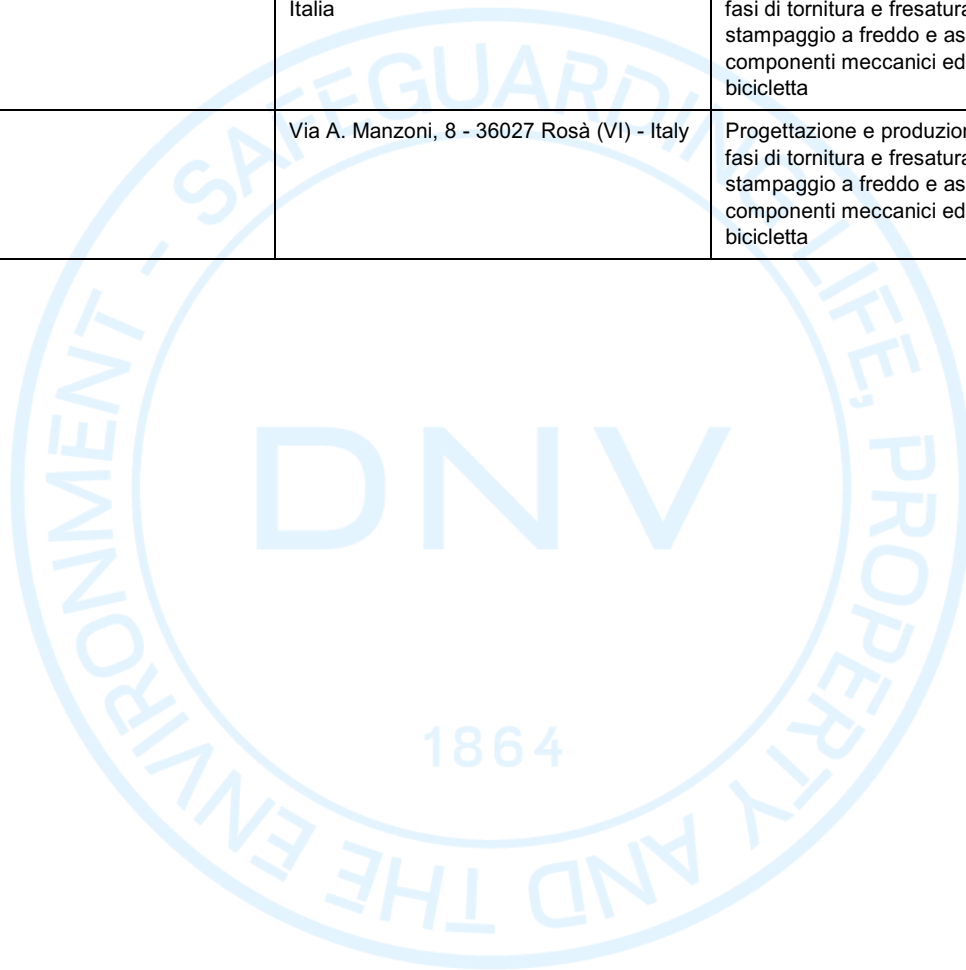 Italia
fasi di tornitura e fresatura
stampaggio a freddo e as
componenti meccanici ed
bicicletta
Via A. Manzoni, 8 - 36027 Rosà (VI) - Italy
Progettazione e produzion
fasi di tornitura e fresatura
stampaggio a freddo e as
componenti meccanici ed
bicicletta
SAFEGUARDING LIFE, PROPERTY AND THE ENVIRONMENT -
DNV
1864